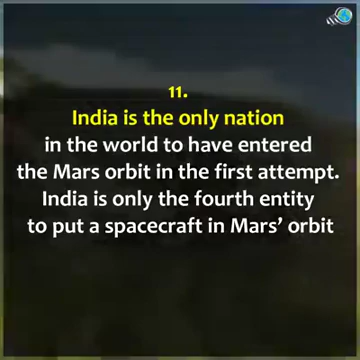 11.
India is the only nation
in the world to have entered
the Mars orbit in the first attempt.
India is only the fourth entity
to put a spacecraft in Mars’ orbit